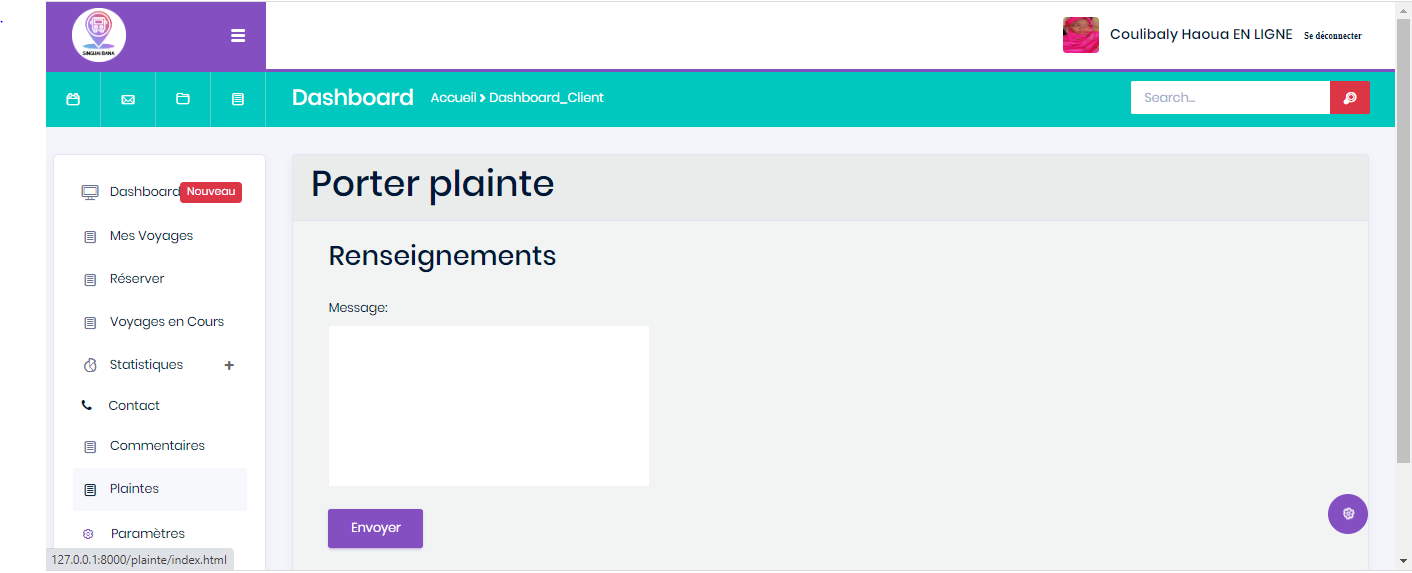 SINGUAI BANA
Coulibaly Haoua EN LIGNE Se déconnecter
Dashboard Accueil > Dashboard_Client
Search...
Dashboard Nouveau
Mes Voyages
Réserver
Voyages en Cours
Statistiques +
Contact
Commentaires
Plaintes
Paramètres
127.0.0.1:8000/plainte/index.html
Porter plainte
Renseignements
Message:
Envoyer